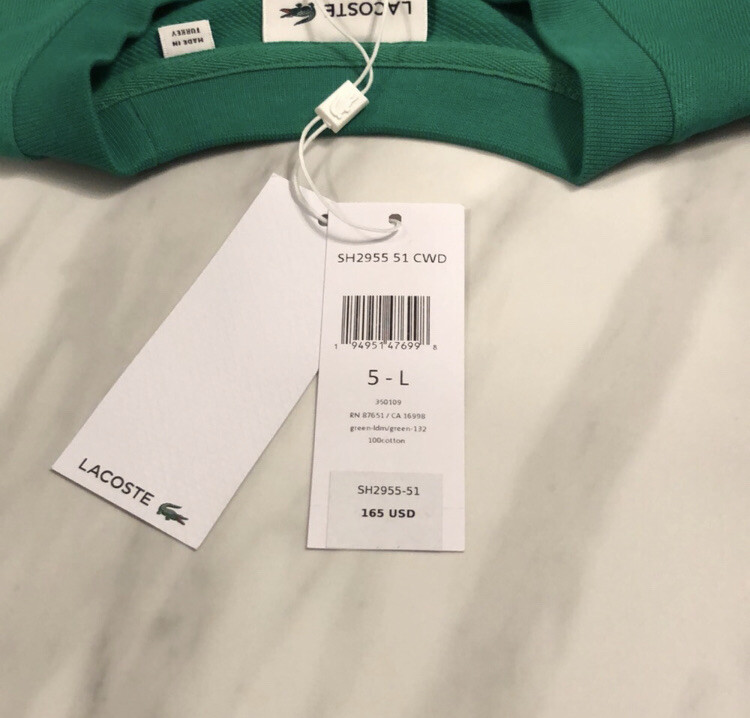 LACOSTE
MADE IN
TURKEY
SH2955 51 CWD
1 94951 47699 8
5 - L
350109
RN 87651 / CA 16998
green-ldm/green-132
100cotton
SH2955-51
165 USD
LACOSTE